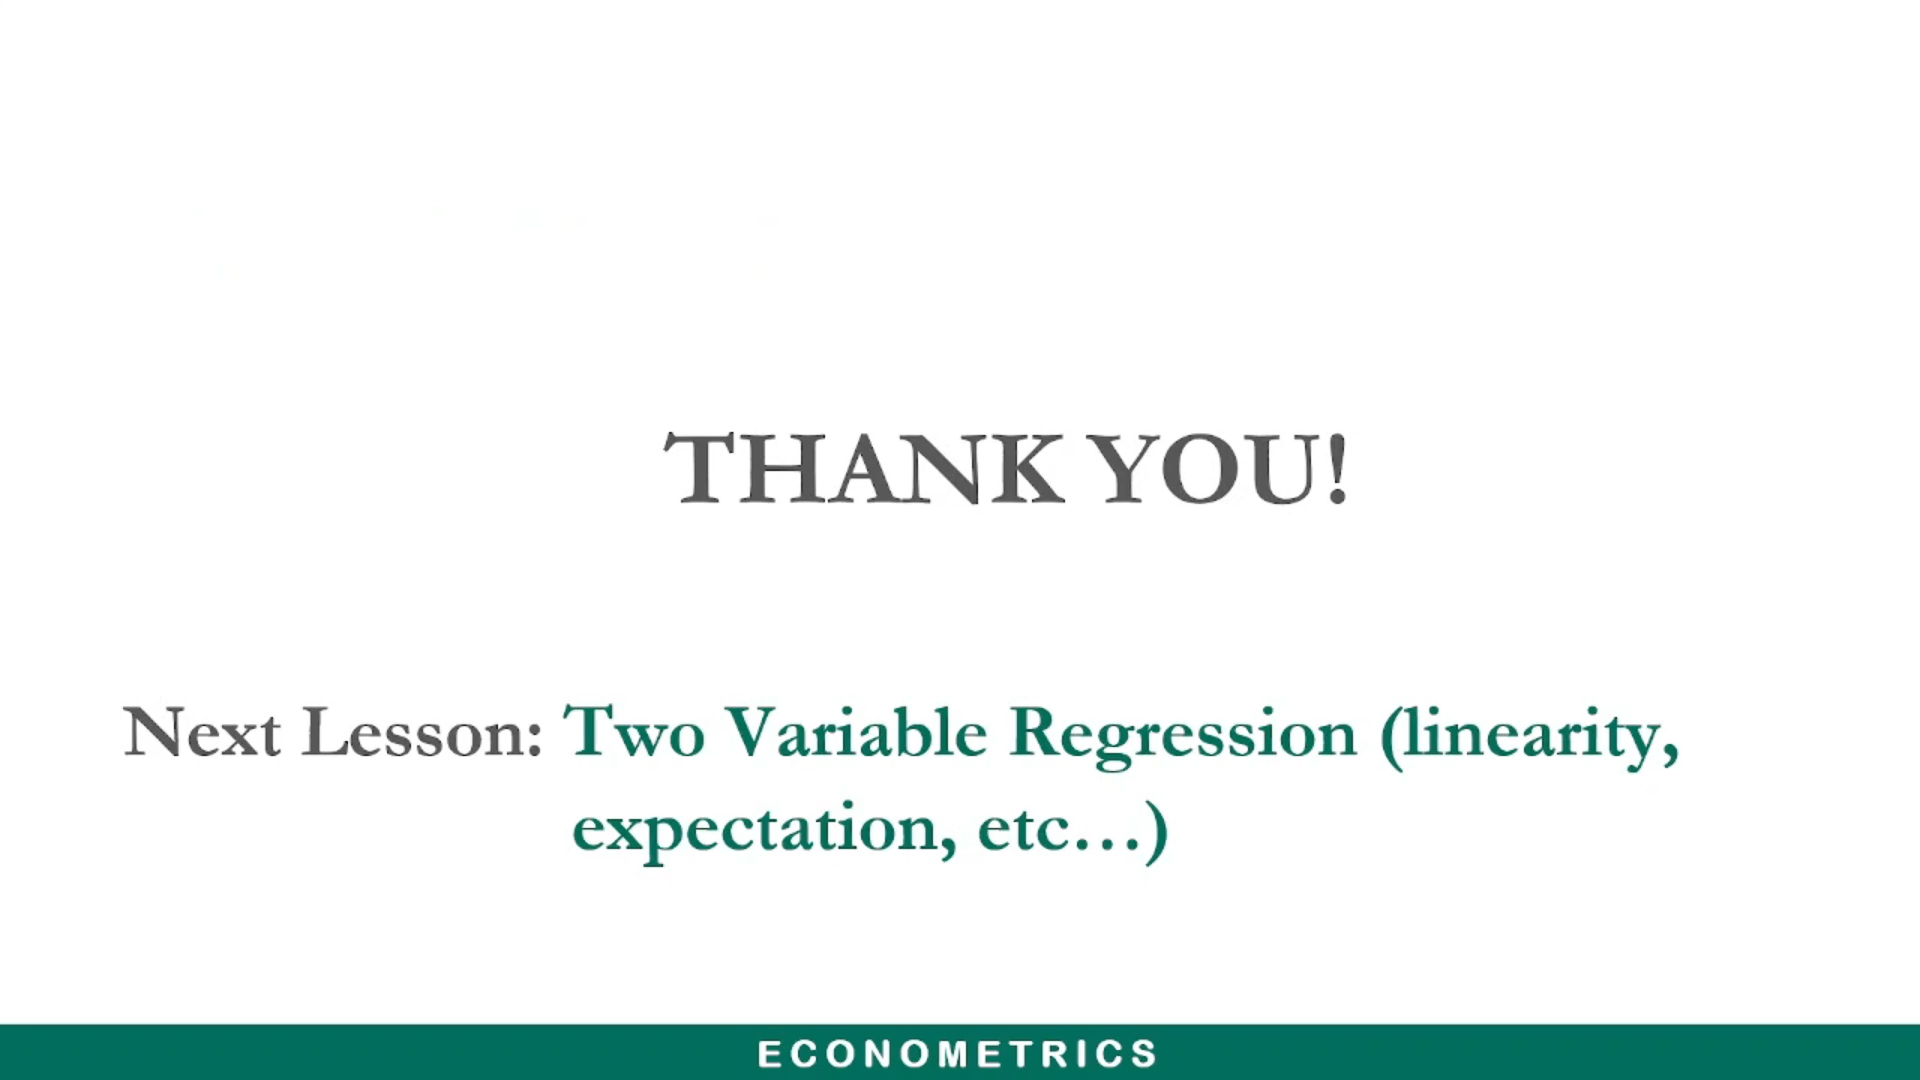 THANK YOU!
Next Lesson: Two Variable Regression (linearity,
expectation, etc...)
ECONOMETRICS